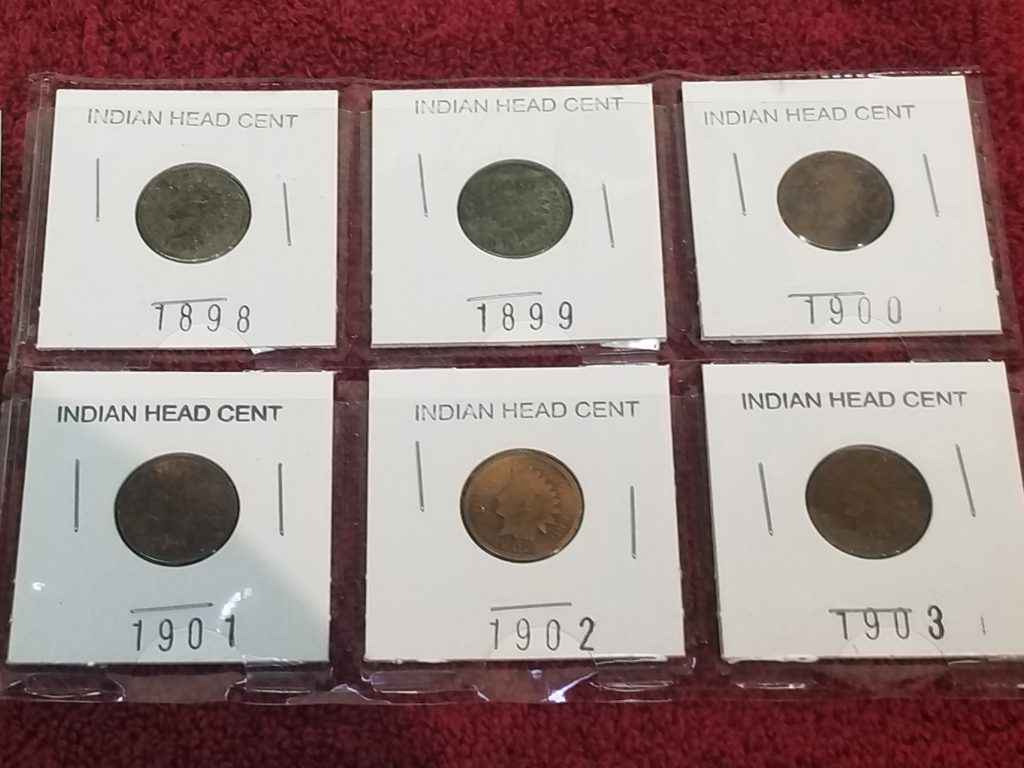 INDIAN HEAD CENT
1898
INDIAN HEAD CENT
1899
INDIAN HEAD CENT
1900
INDIAN HEAD CENT
1901
INDIAN HEAD CENT
1902
INDIAN HEAD CENT
1903